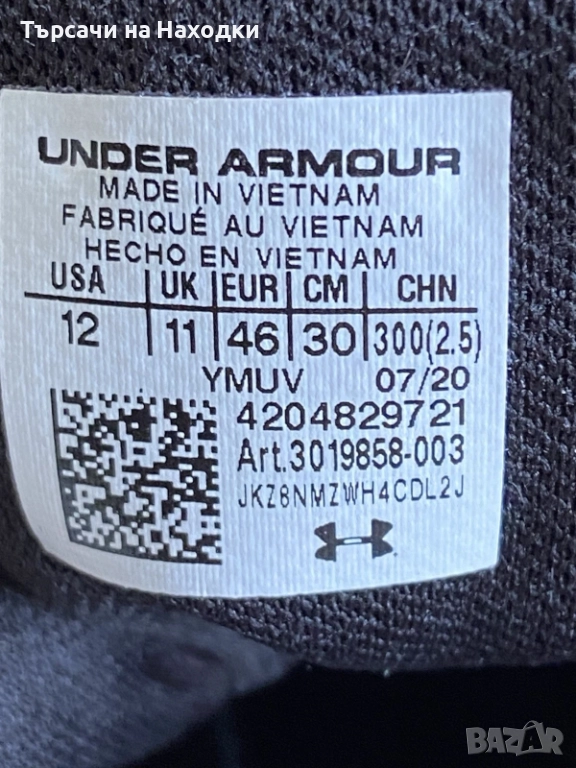 Търсачи на Находки
UNDER ARMOUR
MADE IN VIETNAM
FABRIQUÉ AU VIETNAM
HECHO EN VIETNAM
USA UK EUR CM CHN
12 11 46 30 300(2.5)
YMUV 07/20
4204829721
Art.3019858-003
JKZ8NMZWH4CDL2J
BAZAR